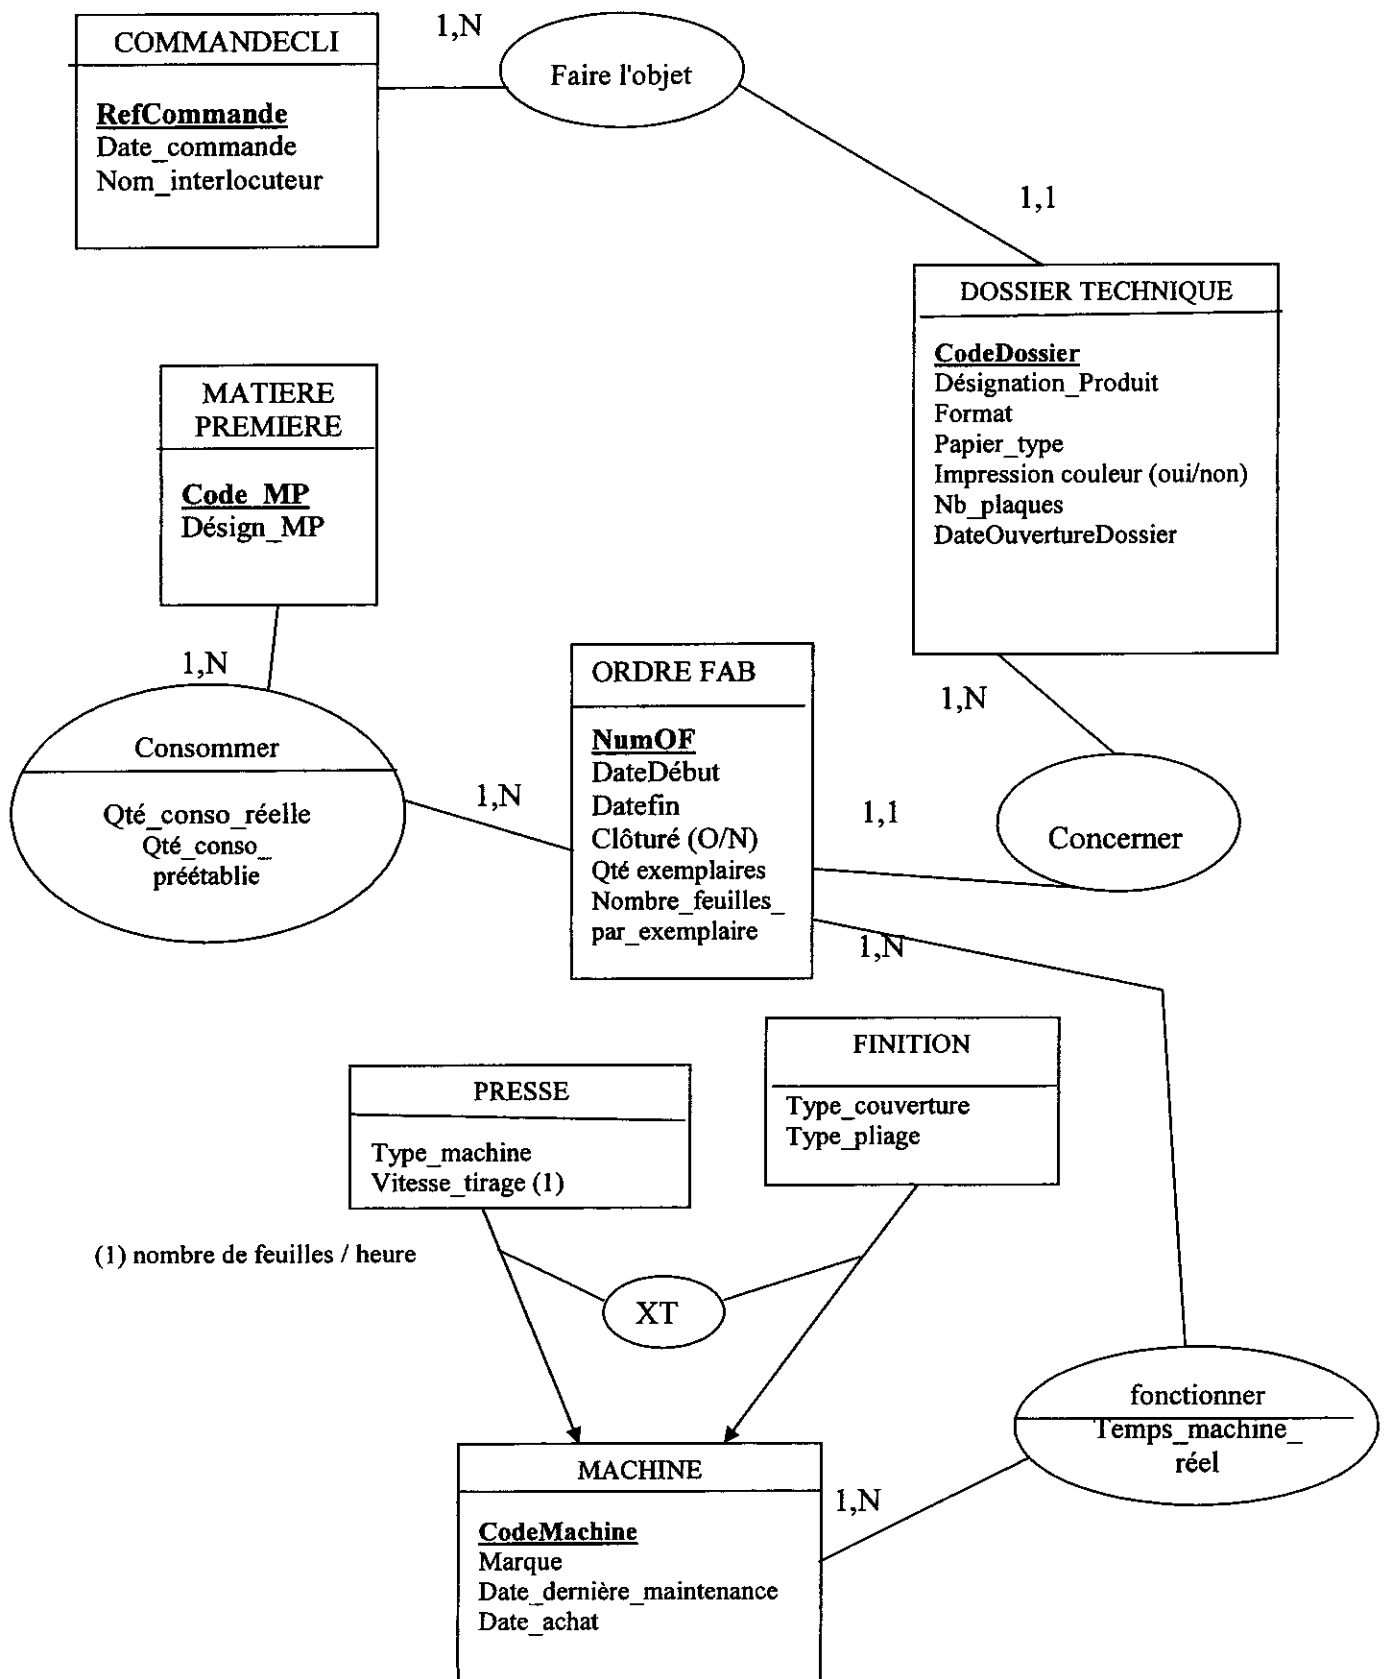 1,N
COMMANDECLI
Faire l'objet
RefCommande
Date_commande
Nom_interlocuteur
1,1
DOSSIER TECHNIQUE
CodeDossier
Désignation_Produit
Format
Papier_type
Impression couleur (oui/non)
Nb_plaques
DateOuvertureDossier
MATIERE
PREMIERE
Code_MP
Désign_MP
1,N
Consommer
Qté_conso_réelle
Qté_conso_
préétablie
1,N
ORDRE FAB
NumOF
DateDébut
Datefin
Clôturé (O/N)
Qté exemplaires
Nombre_feuilles_
par_exemplaire
1,N
1,1
Concerner
1,N
FINITION
Type_couverture
Type_pliage
PRESSE
Type_machine
Vitesse_tirage (1)
(1) nombre de feuilles / heure
XT
fonctionner
Temps_machine_
réel
1,N
MACHINE
CodeMachine
Marque
Date_dernière_maintenance
Date_achat